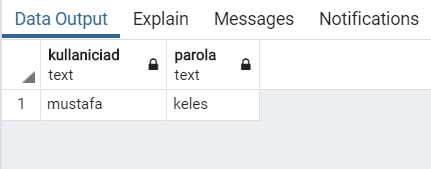 Data Output Explain Messages Notifications
kullaniciad parola
text text
1 mustafa keles